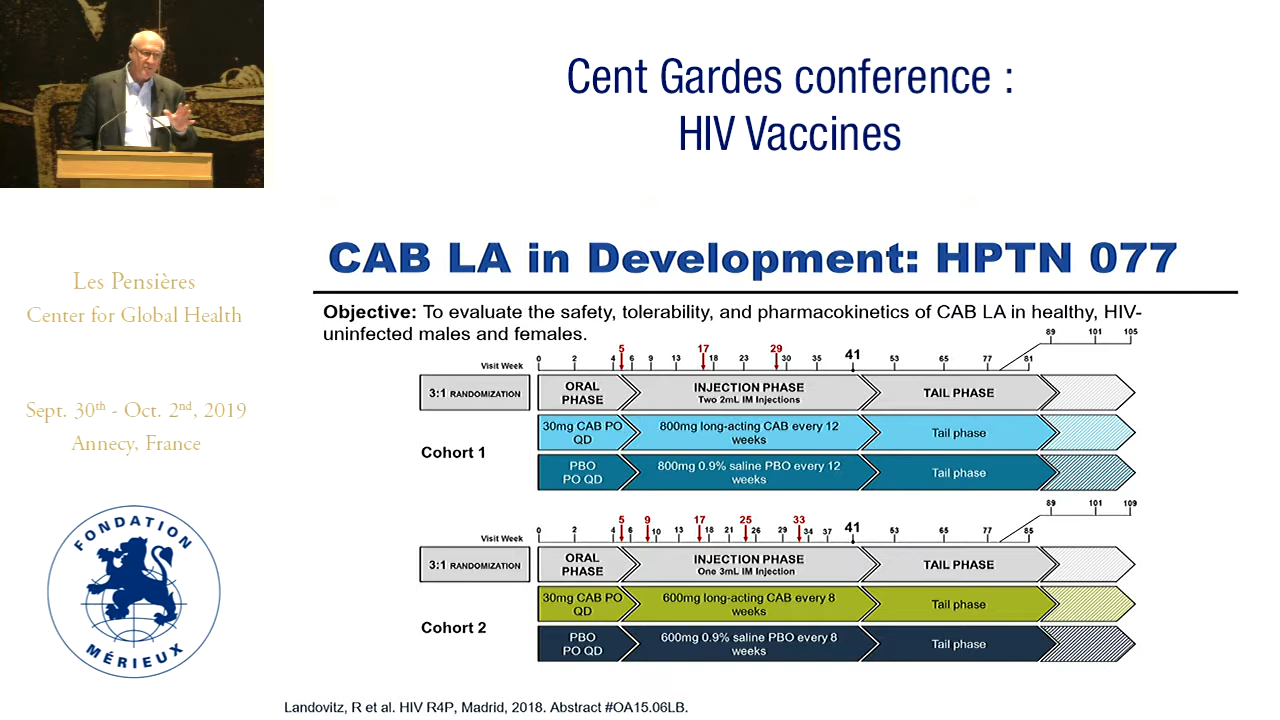 Cent Gardes conference :
HIV Vaccines
Les Pensières
Center for Global Health
Sept. 30th - Oct. 2nd, 2019
Annecy, France
FONDATION
MÉRIEUX
CAB LA in Development: HPTN 077
Objective: To evaluate the safety, tolerability, and pharmacokinetics of CAB LA in healthy, HIV-
uninfected males and females.
89 101 105
5 17 29 41
Visit Week 0 2 4 6 9 13 18 23 30 35 53 65 77 81
3:1 RANDOMIZATION
ORAL
PHASE
INJECTION PHASE
Two 2mL IM Injections
TAIL PHASE
Cohort 1
30mg CAB PO
QD
800mg long-acting CAB every 12
weeks
Tail phase
PBO
PO QD
800mg 0.9% saline PBO every 12
weeks
Tail phase
89 101 109
5 9 17 25 33 41
Visit Week 0 2 4 6 10 13 18 21 26 29 34 37 53 65 77 85
3:1 RANDOMIZATION
ORAL
PHASE
INJECTION PHASE
One 3mL IM Injection
TAIL PHASE
Cohort 2
30mg CAB PO
QD
600mg long-acting CAB every 8
weeks
Tail phase
PBO
PO QD
600mg 0.9% saline PBO every 8
weeks
Tail phase
Landovitz, R et al. HIV R4P, Madrid, 2018. Abstract #OA15.06LB.